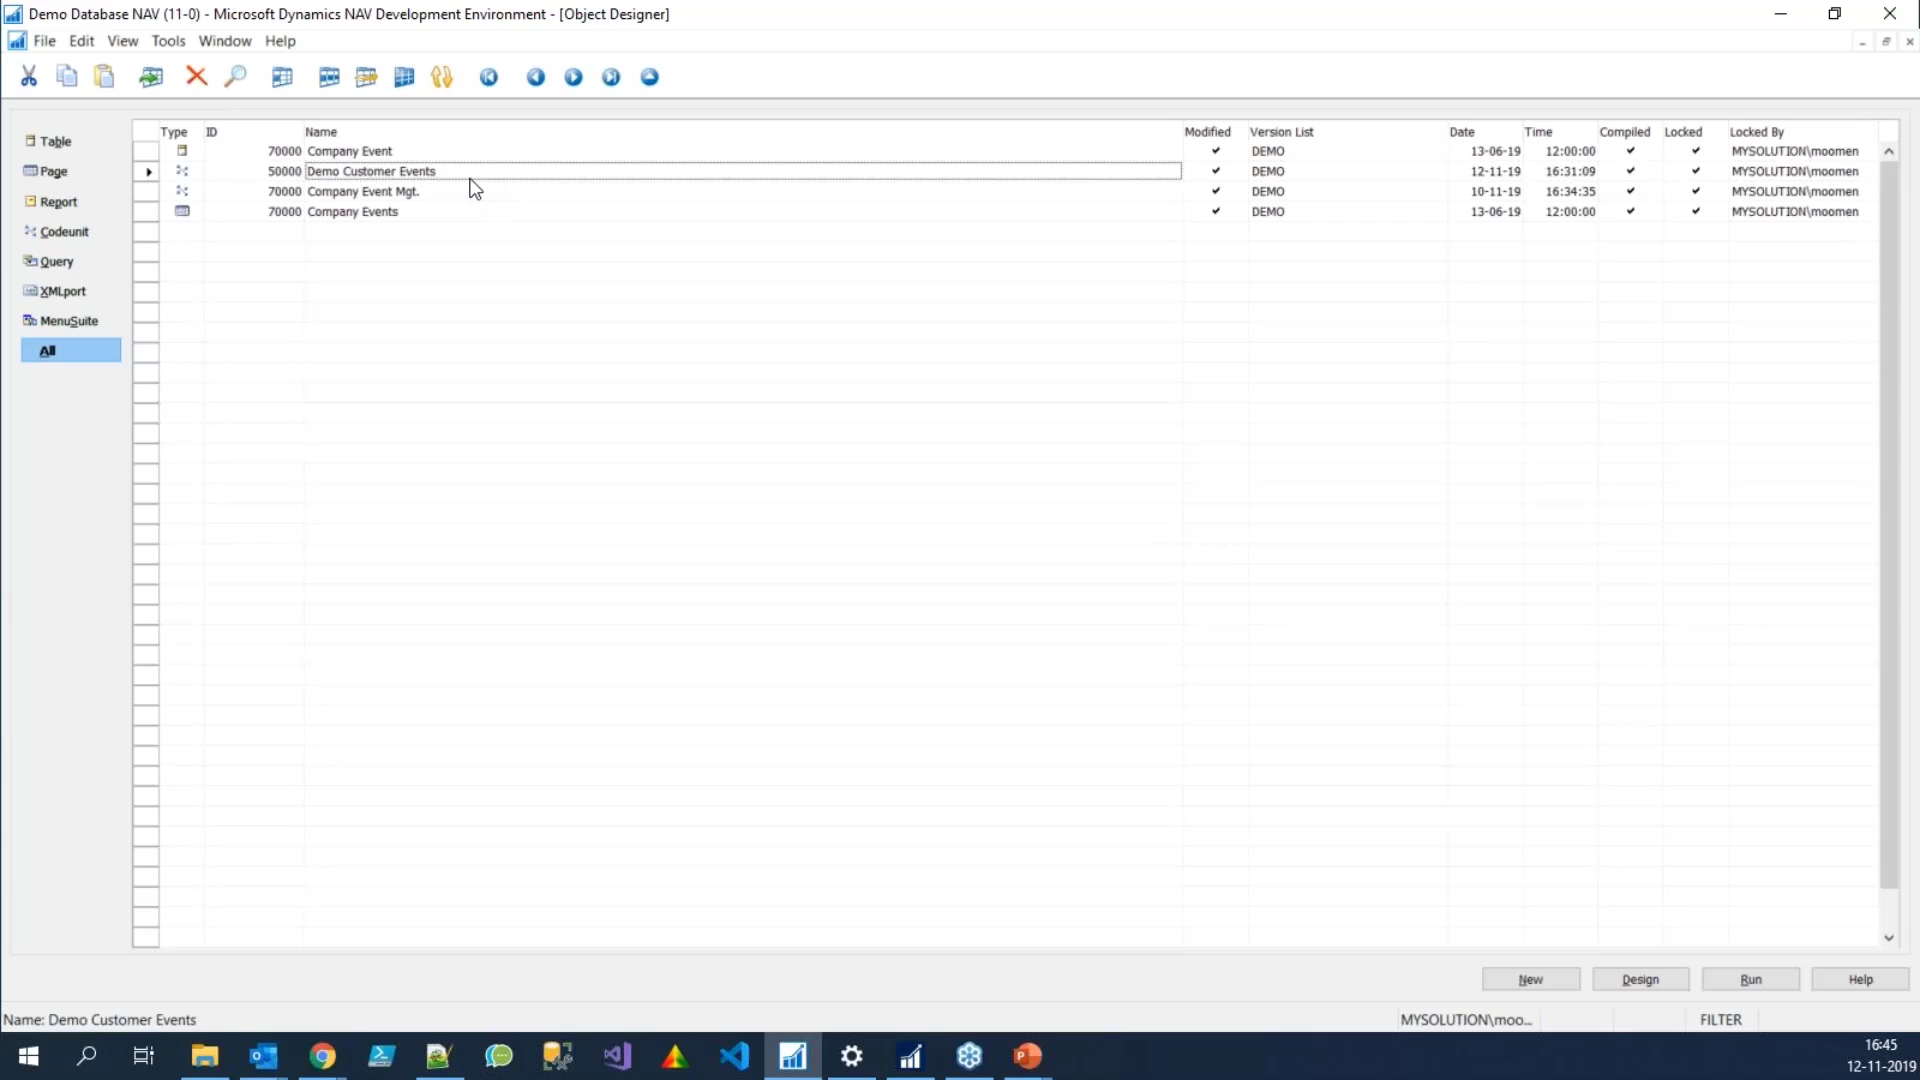 Demo Database NAV (11-0) - Microsoft Dynamics NAV Development Environment - [Object Designer]
File Edit View Tools Window Help
Type ID Name Modified Version List Date Time Compiled Locked Locked By
70000 Company Event DEMO 13-06-19 12:00:00 MYSOLUTION\moomen
50000 Demo Customer Events DEMO 12-11-19 16:31:09 MYSOLUTION\moomen
70000 Company Event Mgt. DEMO 10-11-19 16:34:35 MYSOLUTION\moomen
70000 Company Events DEMO 13-06-19 12:00:00 MYSOLUTION\moomen
Table
Page
Report
Codeunit
Query
XMLport
MenuSuite
All
New Design Run Help
Name: Demo Customer Events MYSOLUTION\moo... FILTER
16:45
12-11-2019